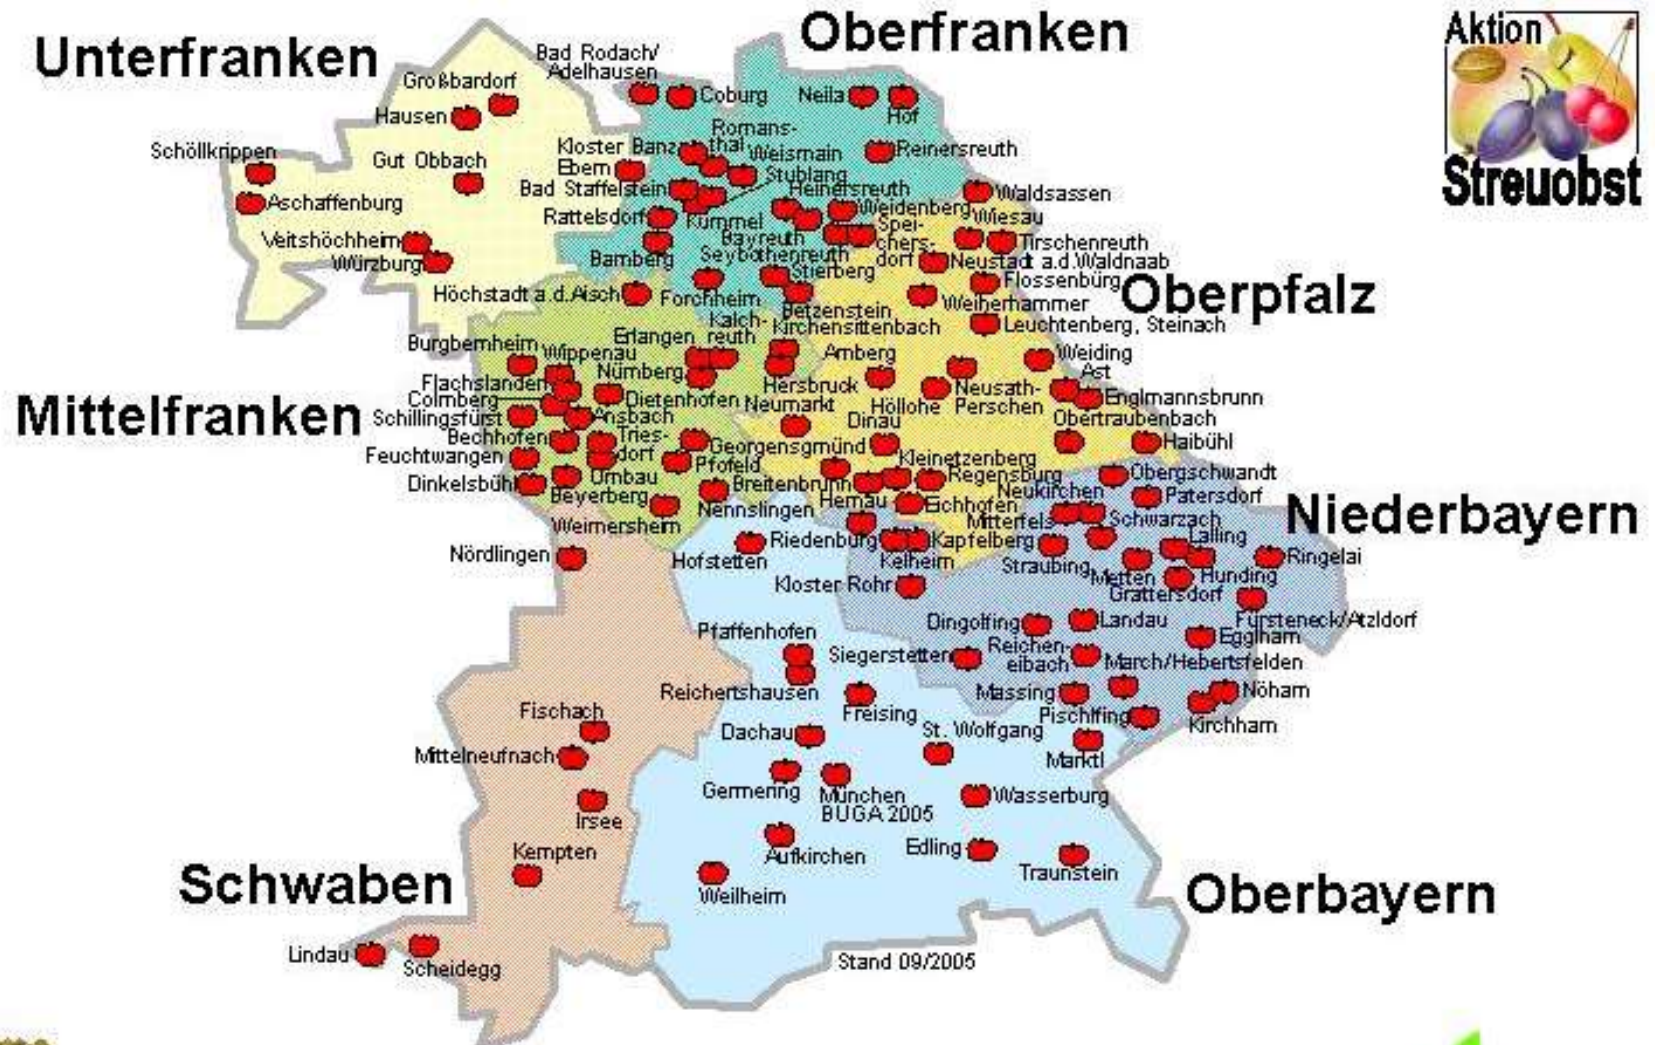 Unterfranken
Oberfranken
Aktion
Streuobst
Bad Rodach/
Adelhausen
Großbardorf
Hausen
Coburg
Neila
Hof
Romans-
thal
Schöllkrippen
Gut Obbach
Kloster Banz
Weismain
Reinersreuth
Ebern
Stublang
Bad Staffelstein
Heinersreuth
Waldsassen
Aschaffenburg
Rattelsdorf
Kümmel
Weidenberg
Wiesau
Veitshöchheim
Bayreuth
Spei-
chers-
dorf
Tirschenreuth
Würzburg
Bamberg
Seybothenreuth
Neustadt a.d.Waldnaab
Stierberg
Flossenbürg
Oberpfalz
Höchstadt a.d.Aisch
Forchheim
Betzenstein
Weiherhammer
Kalch-
reuth
Kirchensittenbach
Leuchtenberg, Steinach
Erlangen
Burgbernheim
Wippenau
Amberg
Weiding
Nürnberg
Ast
Flachslanden
Hersbruck
Neusath-
Perschen
Englmannsbrunn
Colmberg
Dietenhofen
Neumarkt
Höllohe
Mittelfranken
Schillingsfürst
Ansbach
Dinau
Obertraubenbach
Bechhofen
Tries-
dorf
Georgensgmünd
Haibühl
Feuchtwangen
Pfofeld
Kleinetzenberg
Ornbau
Regensburg
Obergschwandt
Dinkelsbühl
Breitenbrunn
Beyerberg
Hemau
Neukirchen
Patersdorf
Nennslingen
Eichhofen
Niederbayern
Weimersheim
Mitterfels
Schwarzach
Nördlingen
Hofstetten
Riedenburg
Kapfelberg
Lalling
Kelheim
Straubing
Ringelai
Metten
Hunding
Kloster Rohr
Grattersdorf
Dingolfing
Landau
Fürsteneck/Atzldorf
Pfaffenhofen
Egglham
Siegerstetten
Reichen-
eibach
March/Hebertsfelden
Reichertshausen
Massing
Nöham
Fischach
Freising
Pischlfing
Kirchham
Dachau
St. Wolfgang
Mittelneufnach
Marktl
Germering
München
BUGA 2005
Wasserburg
Irsee
Kempten
Aufkirchen
Edling
Traunstein
Schwaben
Weilheim
Oberbayern
Lindau
Scheidegg
Stand 09/2005